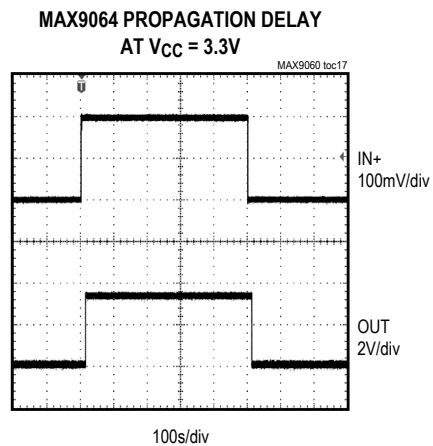 MAX9064 PROPAGATION DELAY
AT VCC = 3.3V
MAX9060 toc17
T
IN+
100mV/div
OUT
2V/div
100s/div